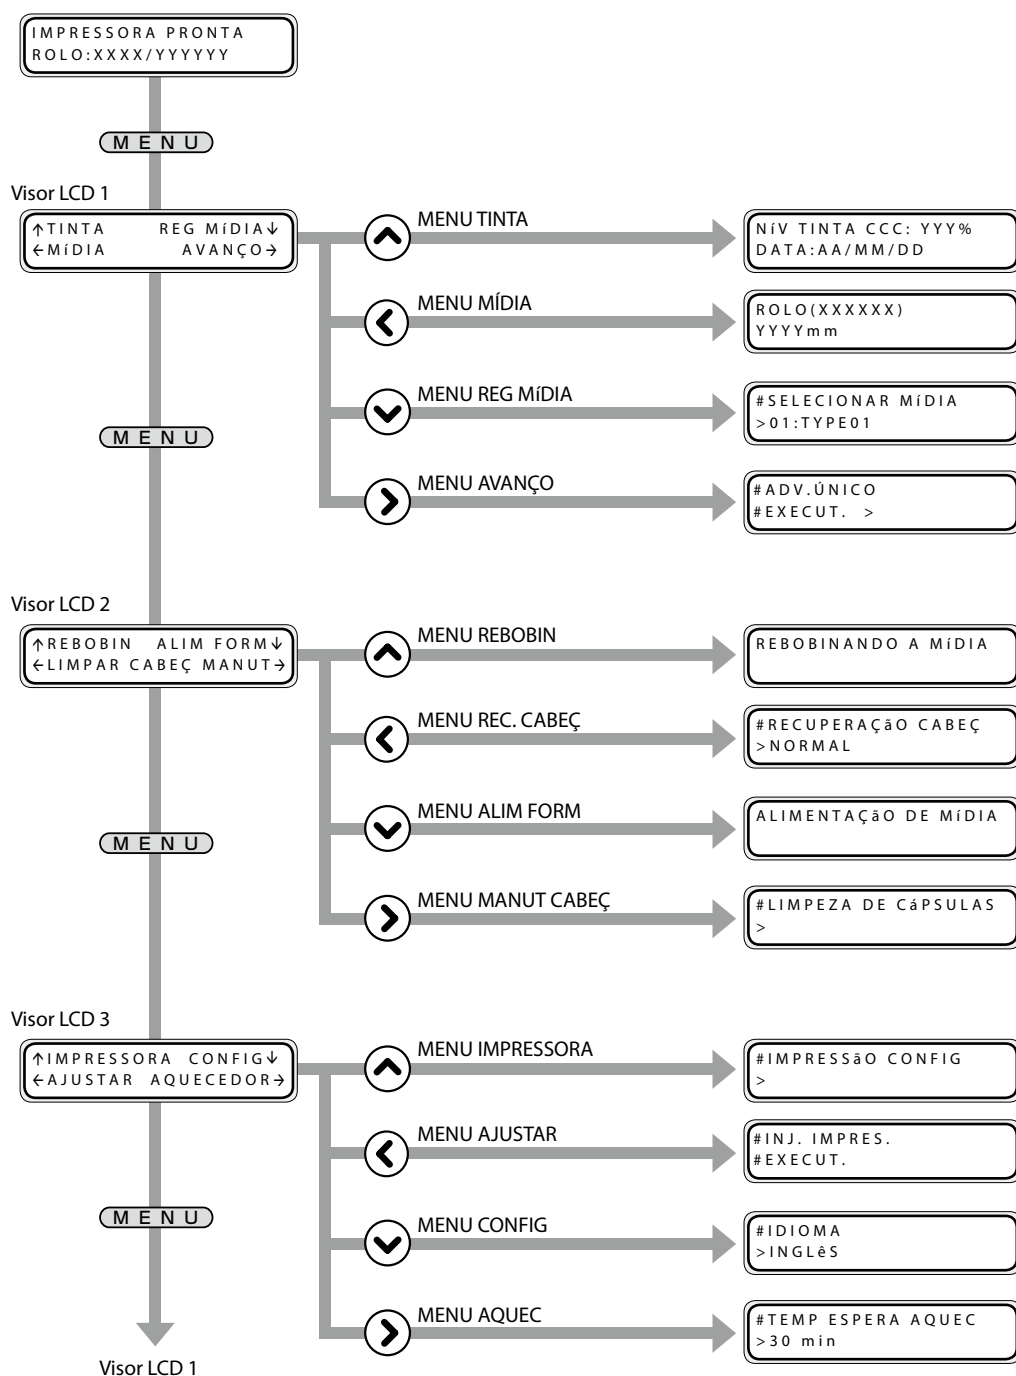 IMPRESSORA PRONTA
ROLO:XXXX/YYYYYY
MENU
Visor LCD 1
↑TINTA REG MíDIA↓
←MíDIA AVANÇO→
MENU TINTA
NíV TINTA CCC: YYY%
DATA:AA/MM/DD
MENU MÍDIA
ROLO(XXXXXX)
YYYYmm
MENU REG MíDIA
#SELECIONAR MíDIA
>01:TYPE01
MENU
MENU AVANÇO
#ADV.ÚNICO
#EXECUT. >
Visor LCD 2
↑REBOBIN ALIM FORM↓
←LIMPAR CABEÇ MANUT→
MENU REBOBIN
REBOBINANDO A MíDIA
MENU REC. CABEÇ
#RECUPERAÇãO CABEÇ
>NORMAL
MENU ALIM FORM
ALIMENTAÇãO DE MíDIA
MENU
MENU MANUT CABEÇ
#LIMPEZA DE CáPSULAS
>
Visor LCD 3
↑IMPRESSORA CONFIG↓
←AJUSTAR AQUECEDOR→
MENU IMPRESSORA
#IMPRESSãO CONFIG
>
MENU AJUSTAR
#INJ. IMPRES.
#EXECUT.
MENU
MENU CONFIG
#IDIOMA
>INGLêS
MENU AQUEC
#TEMP ESPERA AQUEC
>30 min
Visor LCD 1